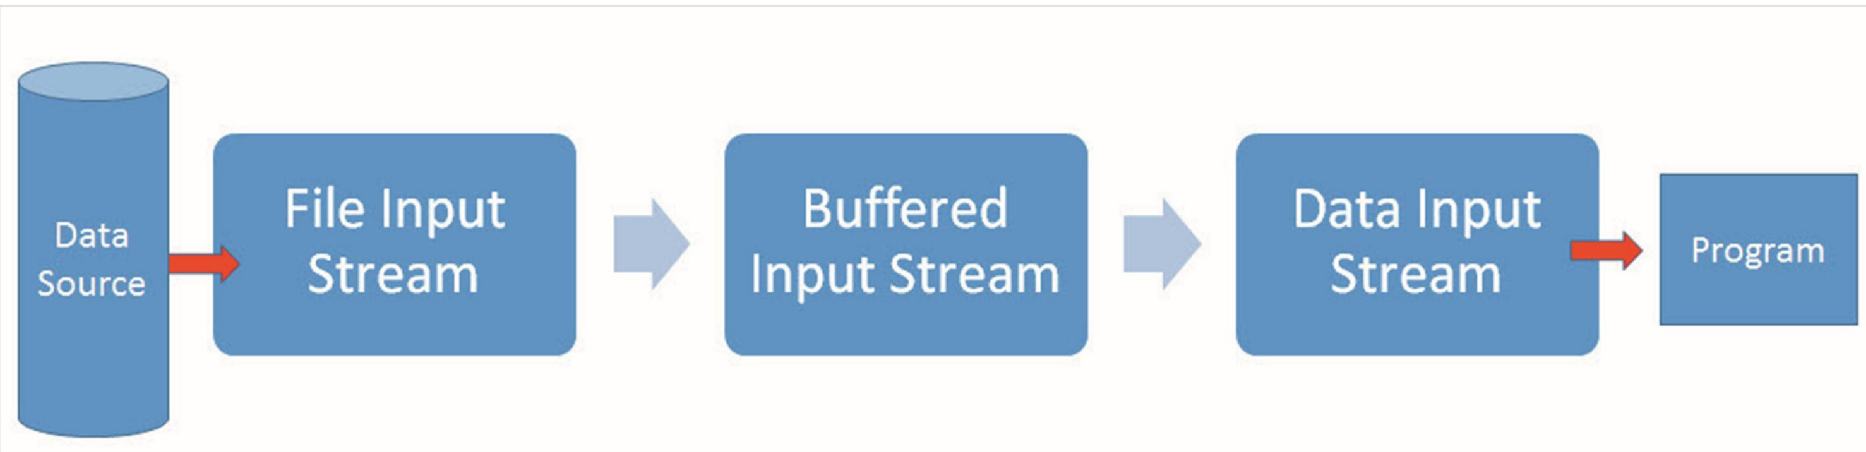 Data
Source
File Input
Stream
Buffered
Input Stream
Data Input
Stream
Program